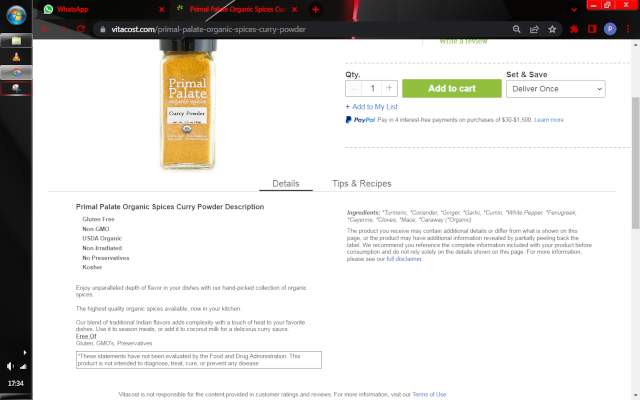 WhatsApp
Primal Palate Organic Spices Cur
vitacost.com/primal-palate-organic-spices-curry-powder
P
Write a review
Primal
Palate
organic spices
Curry Powder
Qty.
Set & Save
1
Add to cart
Deliver Once
+ Add to My List
PayPal Pay in 4 interest-free payments on purchases of $30-$1,500. Learn more
Details
Tips & Recipes
Primal Palate Organic Spices Curry Powder Description
Gluten Free
Non-GMO
USDA Organic
Non-Irradiated
No Preservatives
Kosher
Enjoy unparalleled depth of flavor in your dishes with our hand-picked collection of organic
spices.
The highest quality organic spices available, now in your kitchen.
Our blend of traditional Indian flavors adds complexity with a touch of heat to your favorite
dishes. Use it to season meats, or add it to coconut milk for a delicious curry sauce.
Free Of
Gluten, GMO's, Preservatives
*These statements have not been evaluated by the Food and Drug Administration. This
product is not intended to diagnose, treat, cure, or prevent any disease.
Ingredients: *Turmeric, *Coriander, *Ginger, *Garlic, *Cumin, *White Pepper, *Fenugreek,
*Cayenne, *Cloves, *Mace, *Caraway (*Organic)
The product you receive may contain additional details or differ from what is shown on this
page, or the product may have additional information revealed by partially peeling back the
label. We recommend you reference the complete information included with your product before
consumption and do not rely solely on the details shown on this page. For more information,
please see our full disclaimer.
Vitacost is not responsible for the content provided in customer ratings and reviews. For more information, visit our Terms of Use.
17:34